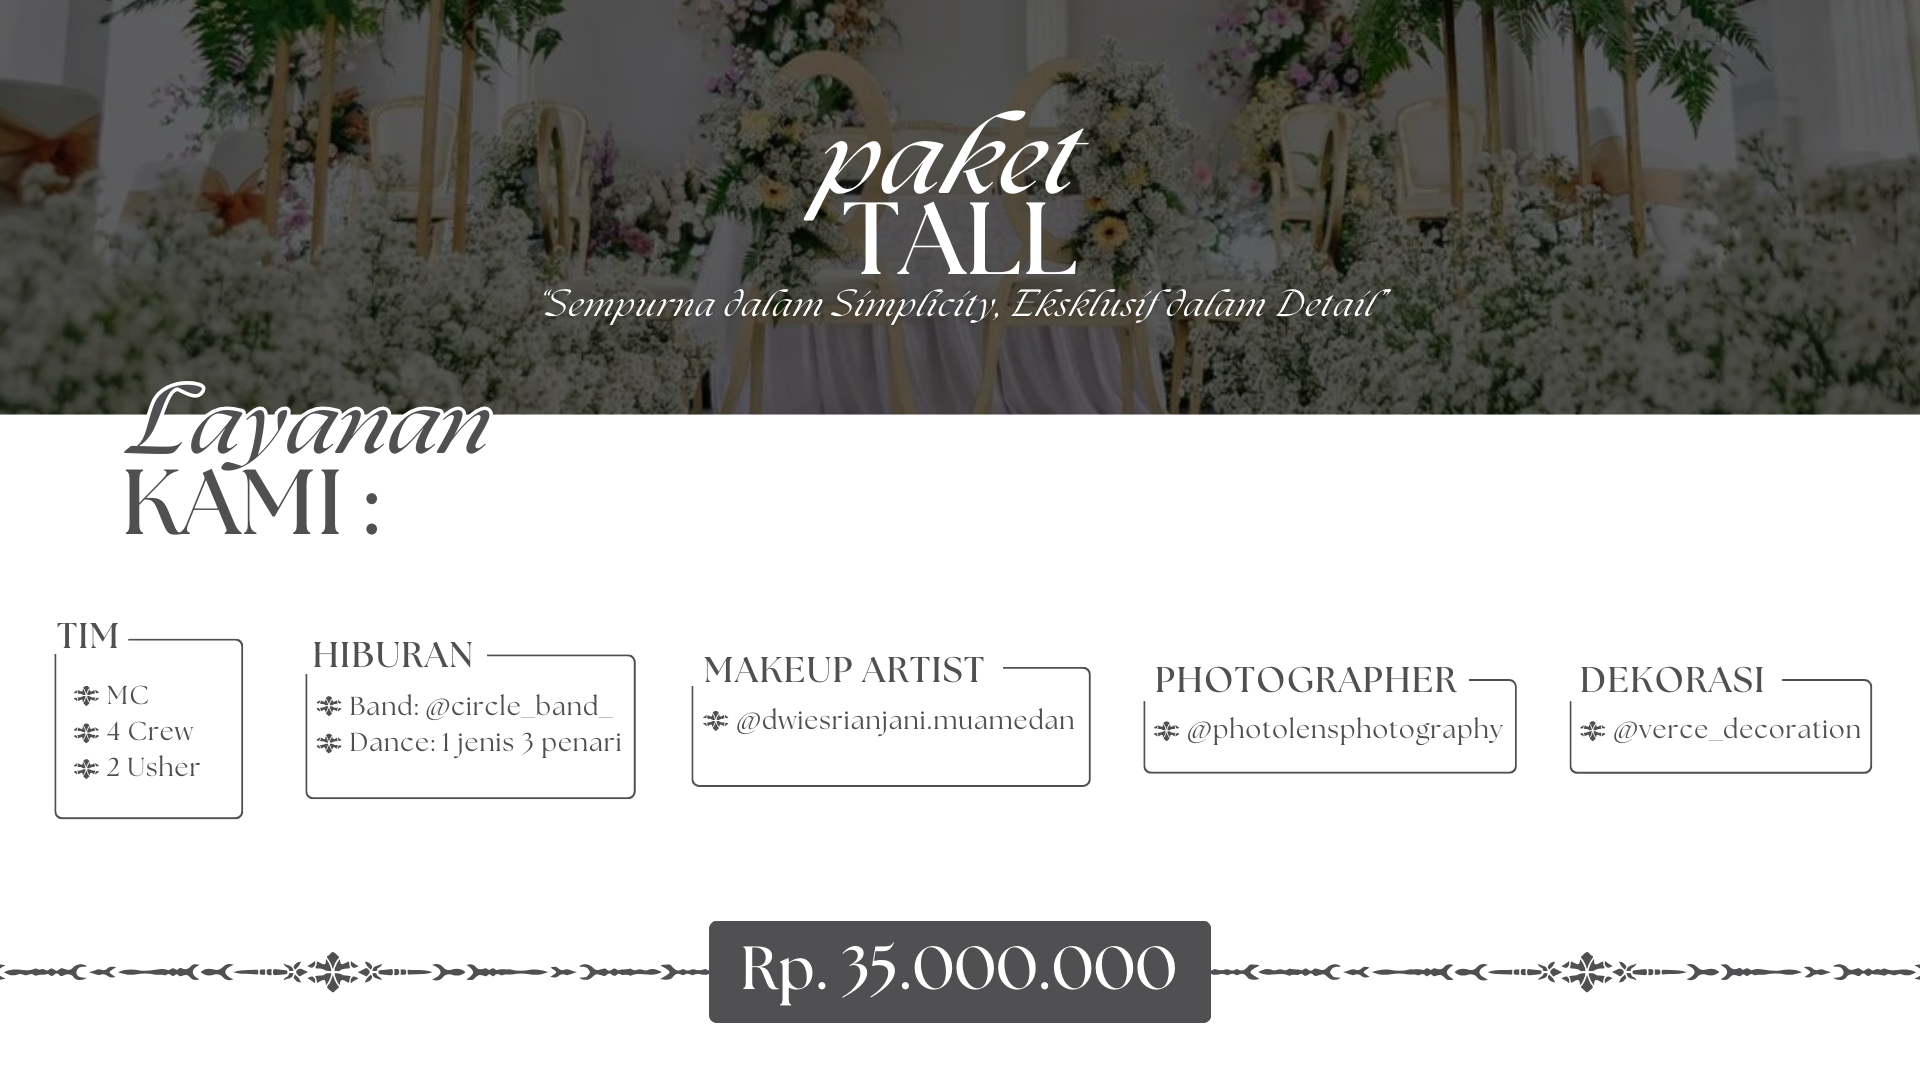 paket
TALL
“Sempurna dalam Simplicity, Eksklusif dalam Detail”
Layanan
KAMI :
TIM
MC
4 Crew
2 Usher
HIBURAN
Band: @circle_band_
Dance: 1 jenis 3 penari
MAKEUP ARTIST
@dwiesrianjani.muamedan
PHOTOGRAPHER
@photolensphotography
DEKORASI
@verce_decoration
Rp. 35.000.000